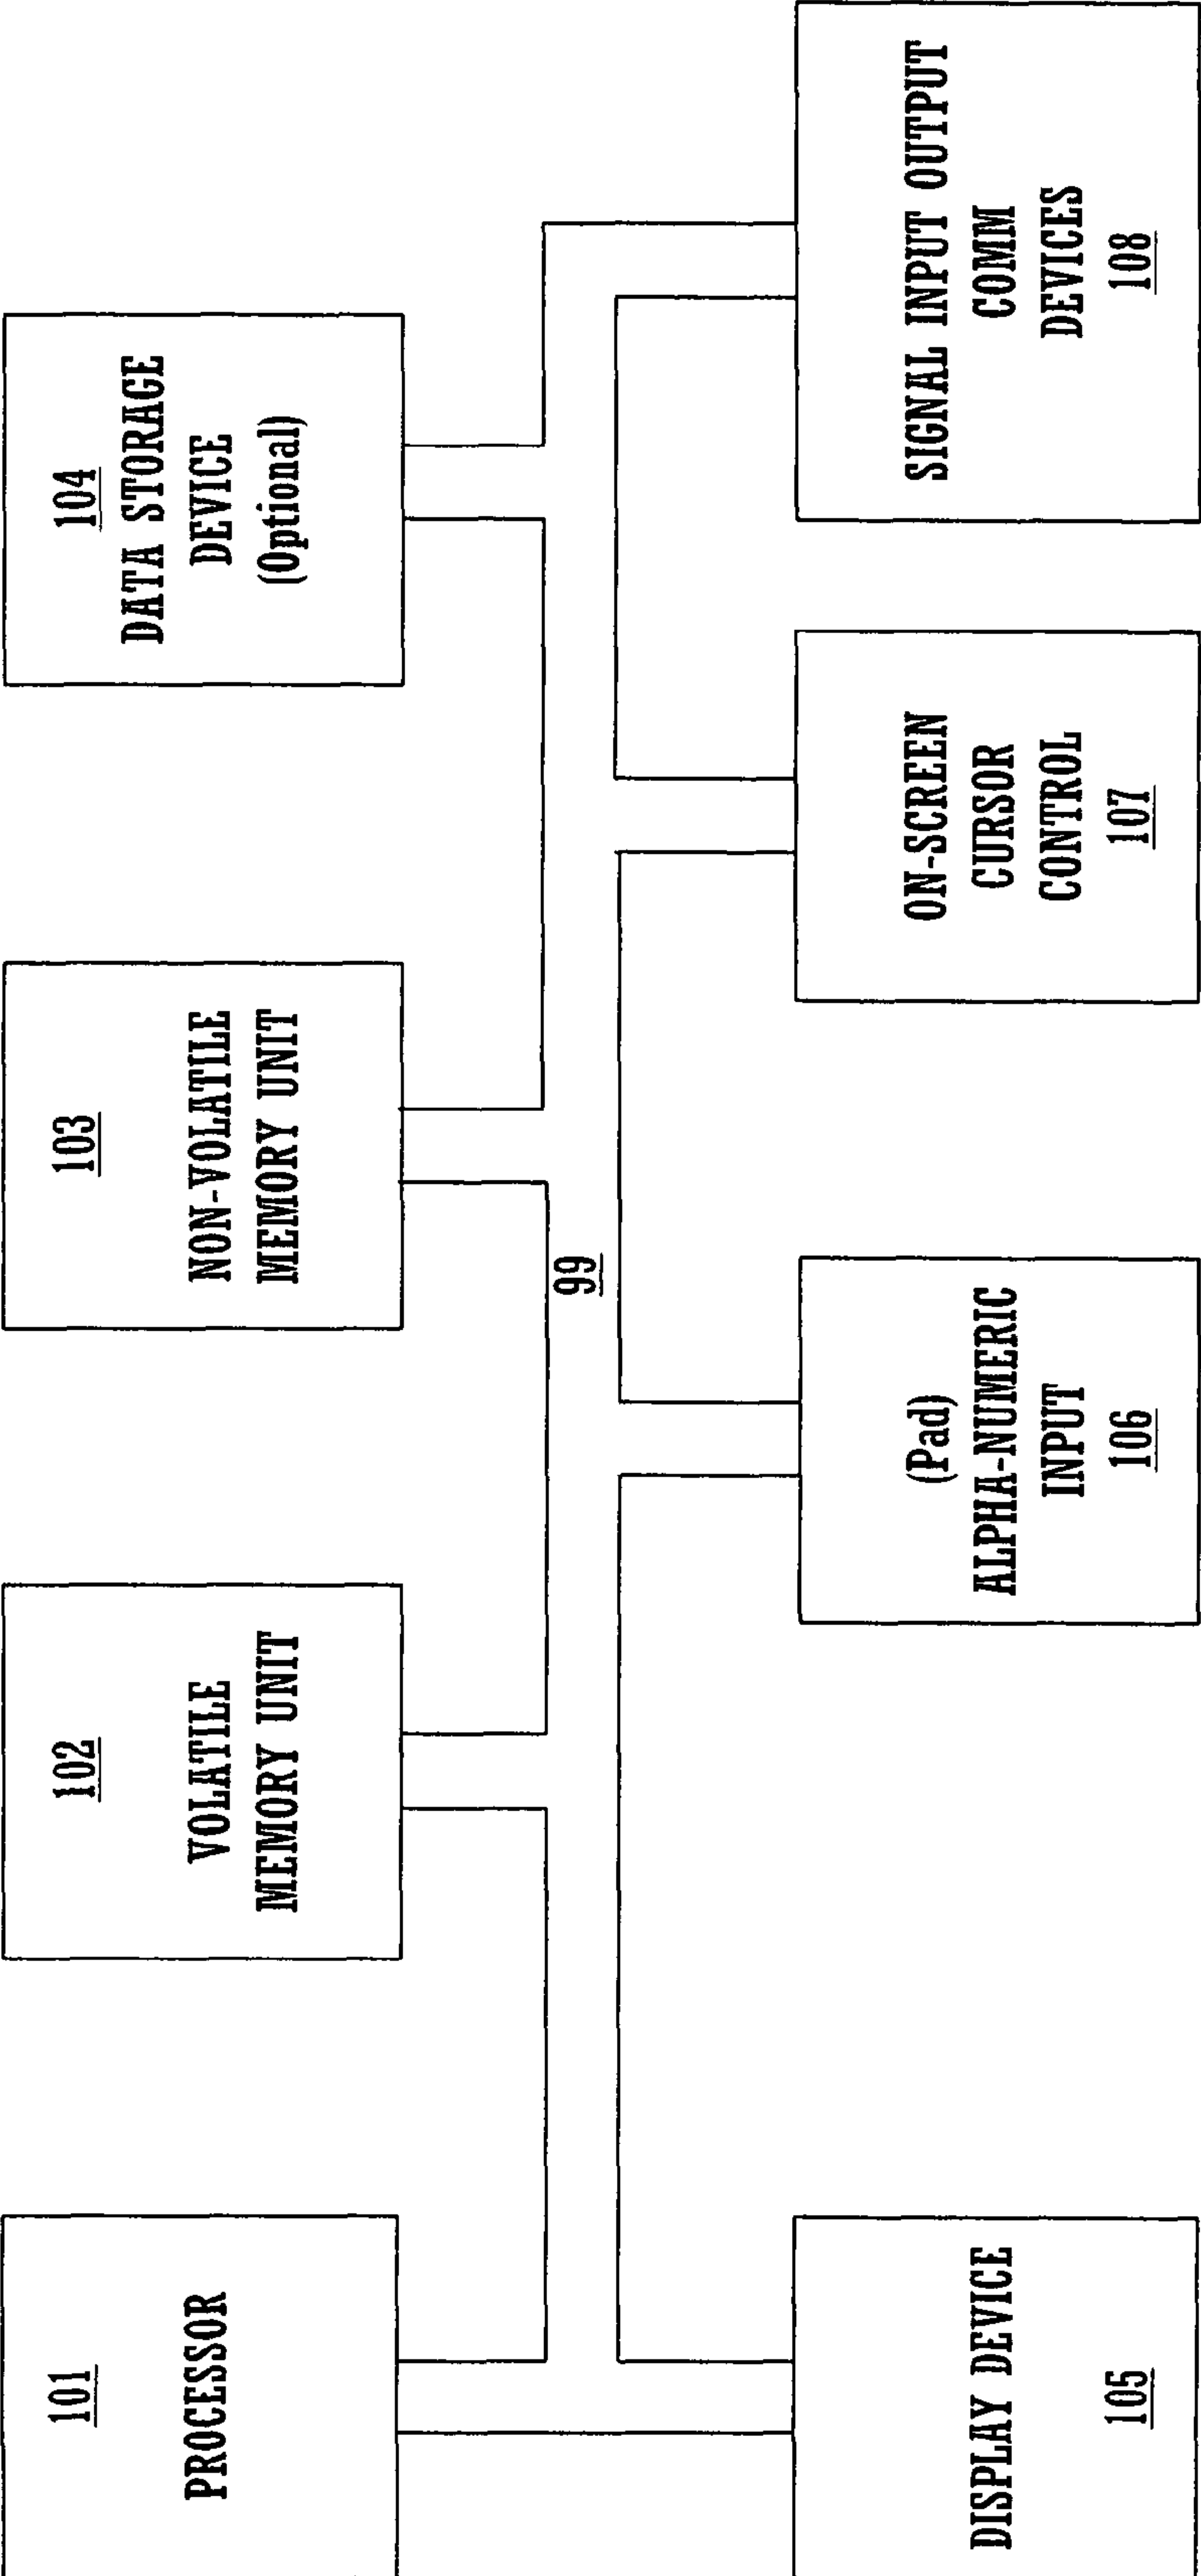 101
PROCESSOR
102
VOLATILE
MEMORY UNIT
103
NON-VOLATILE
MEMORY UNIT
104
DATA STORAGE
DEVICE
(Optional)
99
DISPLAY DEVICE
105
(Pad)
ALPHA-NUMERIC
INPUT
106
ON-SCREEN
CURSOR
CONTROL
107
SIGNAL INPUT OUTPUT
COMM
DEVICES
108